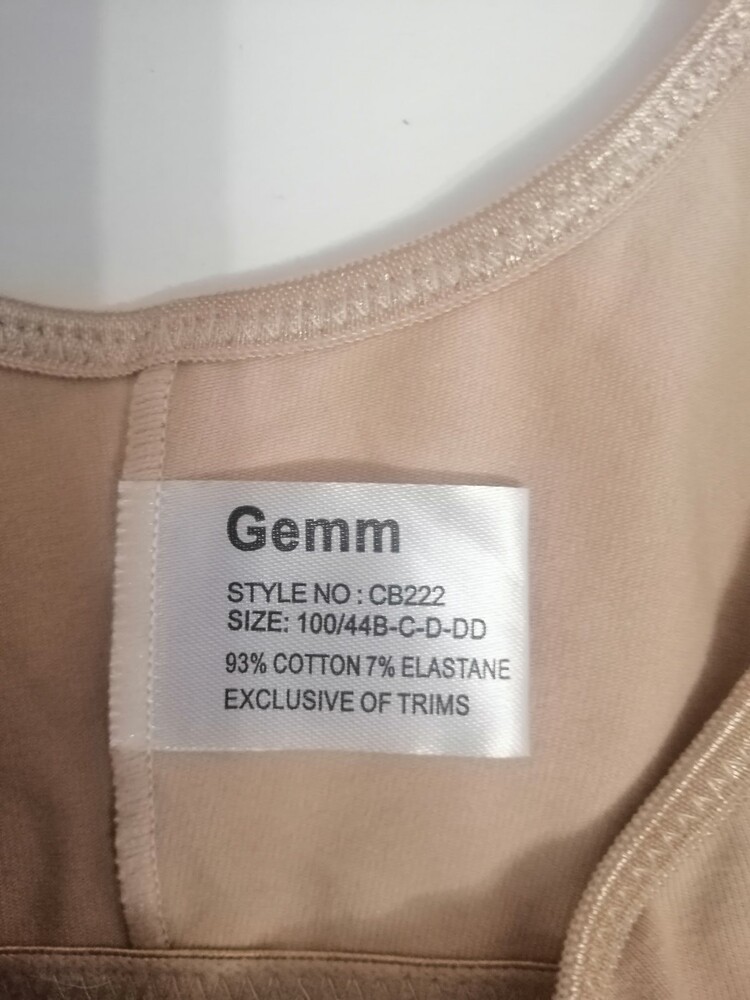 Gemm
STYLE NO : CB222
SIZE: 100/44B-C-D-DD
93% COTTON 7% ELASTANE
EXCLUSIVE OF TRIMS